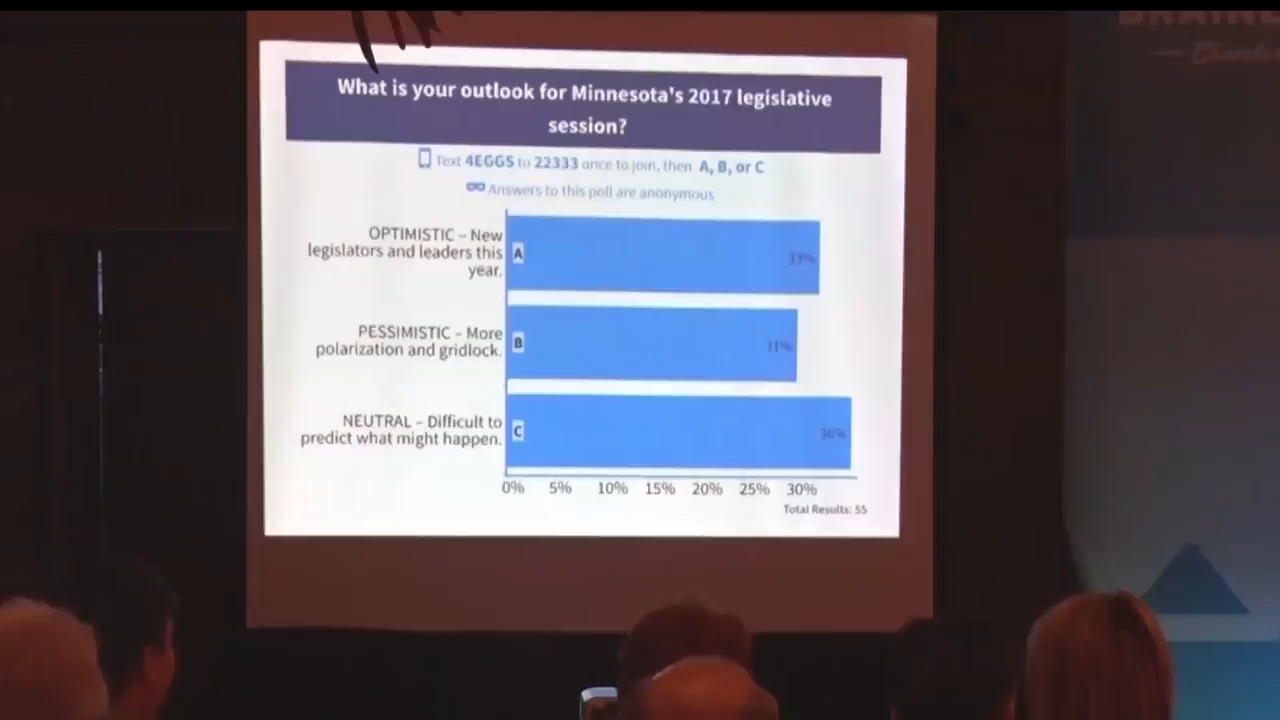 What is your outlook for Minnesota's 2017 legislative
session?
Text 4EGGS to 22333 once to join, then A, B, or C
Answers to this poll are anonymous
OPTIMISTIC – New
legislators and leaders this
year.
A
33%
PESSIMISTIC – More
polarization and gridlock.
B
31%
NEUTRAL – Difficult to
predict what might happen.
C
36%
0% 5% 10% 15% 20% 25% 30%
Total Results: 55